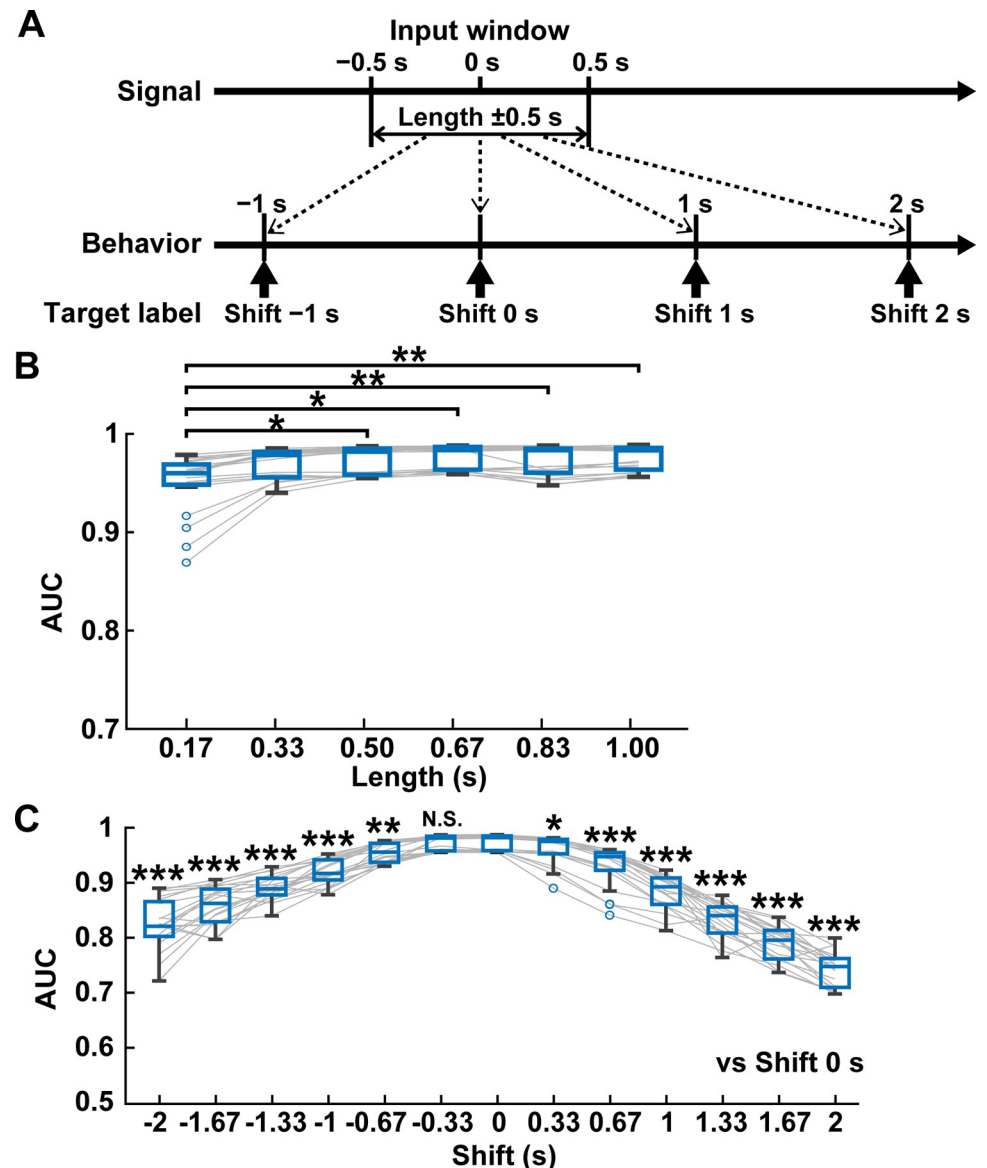 A
Input window
−0.5 s 0 s 0.5 s
Signal
Length ±0.5 s
−1 s 1 s 2 s
Behavior
Target label Shift −1 s Shift 0 s Shift 1 s Shift 2 s
B
**
**
*
*
1
0.9
0.8
0.7
AUC
0.17 0.33 0.50 0.67 0.83 1.00
Length (s)
C
*** *** *** *** ** N.S. * *** *** *** *** ***
1
0.9
0.8
0.7
0.6
0.5
AUC
vs Shift 0 s
-2 -1.67 -1.33 -1 -0.67 -0.33 0 0.33 0.67 1 1.33 1.67 2
Shift (s)